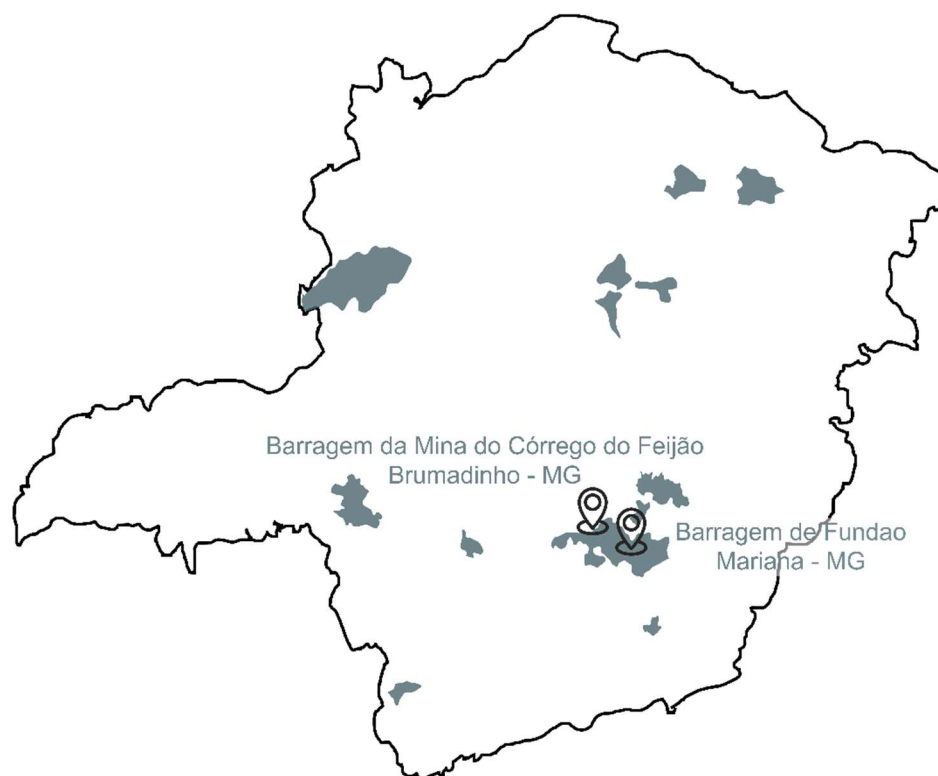 Barragem da Mina do Córrego do Feijão
Brumadinho - MG
Barragem de Fundao
Mariana - MG